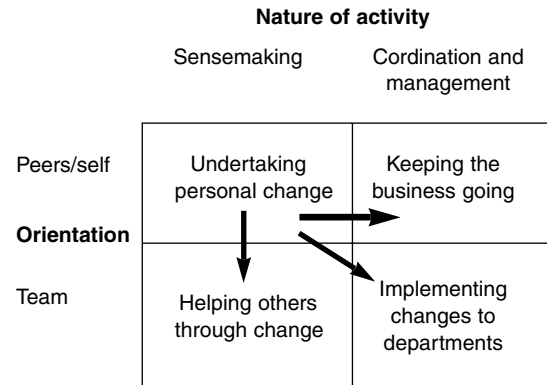 Nature of activity
Sensemaking
Cordination and
management
Peers/self
Undertaking
personal change
Keeping the
business going
Orientation
Team
Helping others
through change
Implementing
changes to
departments